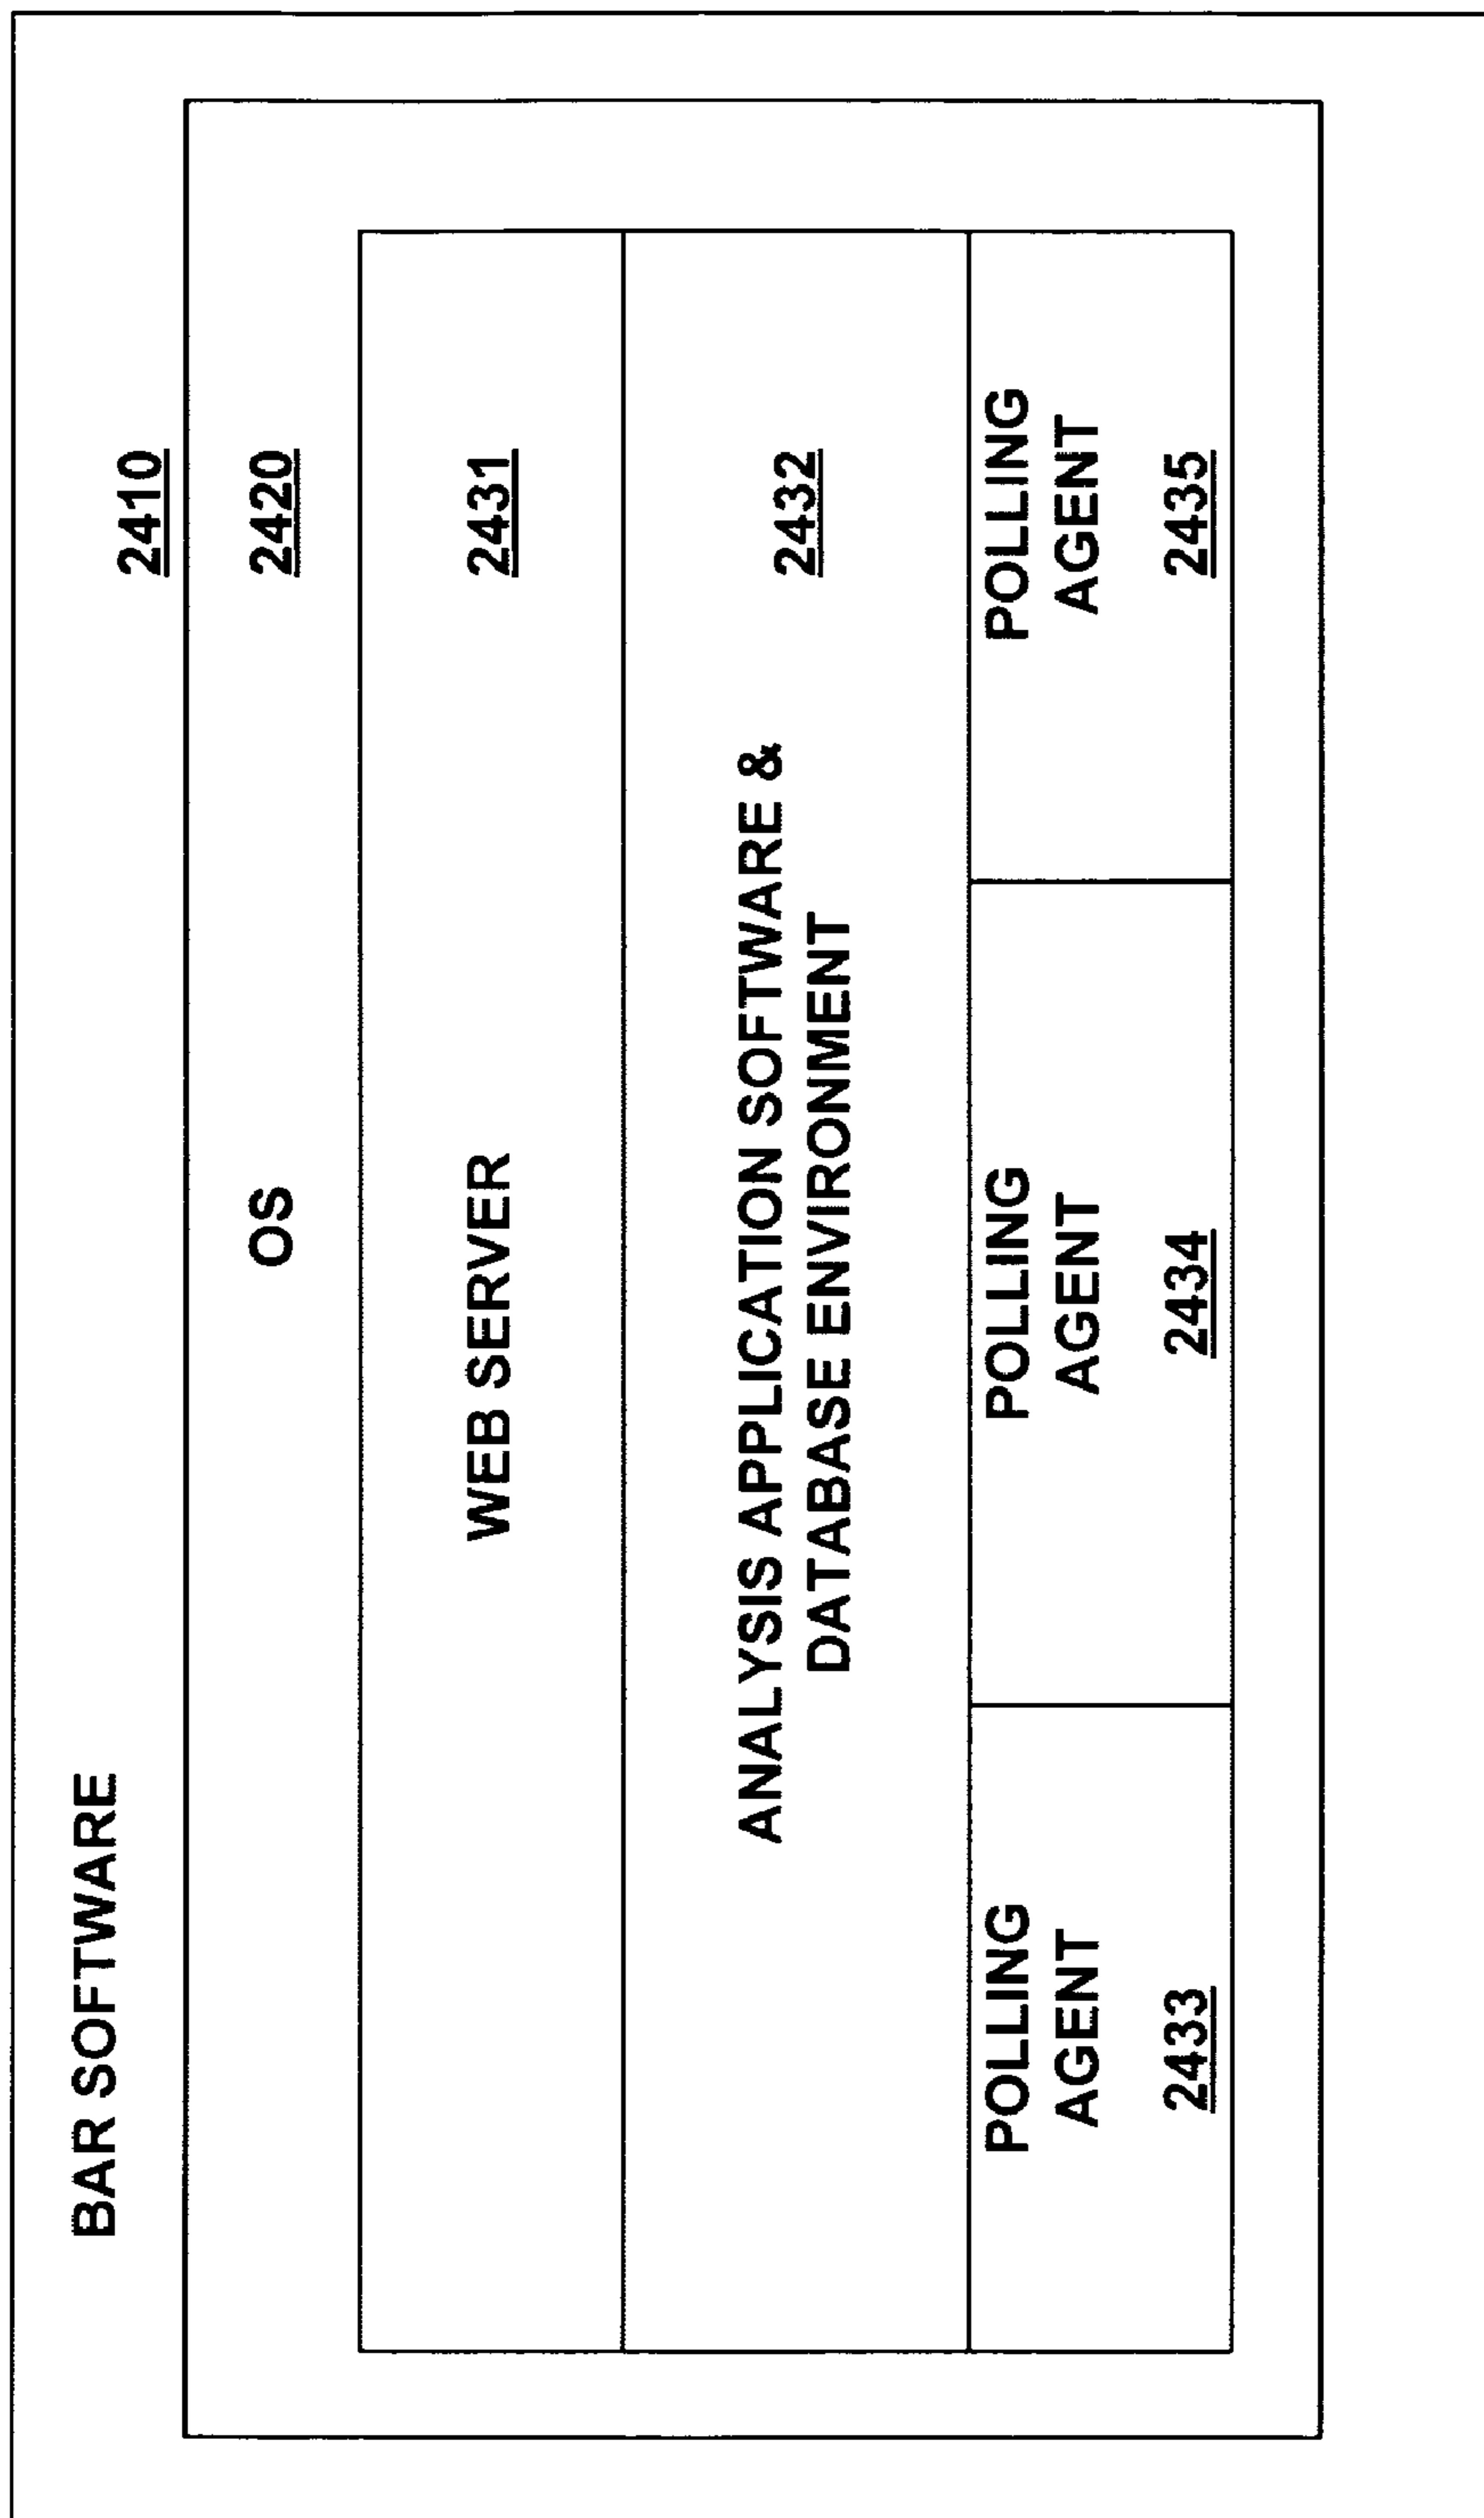 BAR SOFTWARE
2410
OS 2420
WEB SERVER 2431
ANALYSIS APPLICATION SOFTWARE &
DATABASE ENVIRONMENT
2432
POLLING
AGENT
2433
POLLING
AGENT
2434
POLLING
AGENT
2435